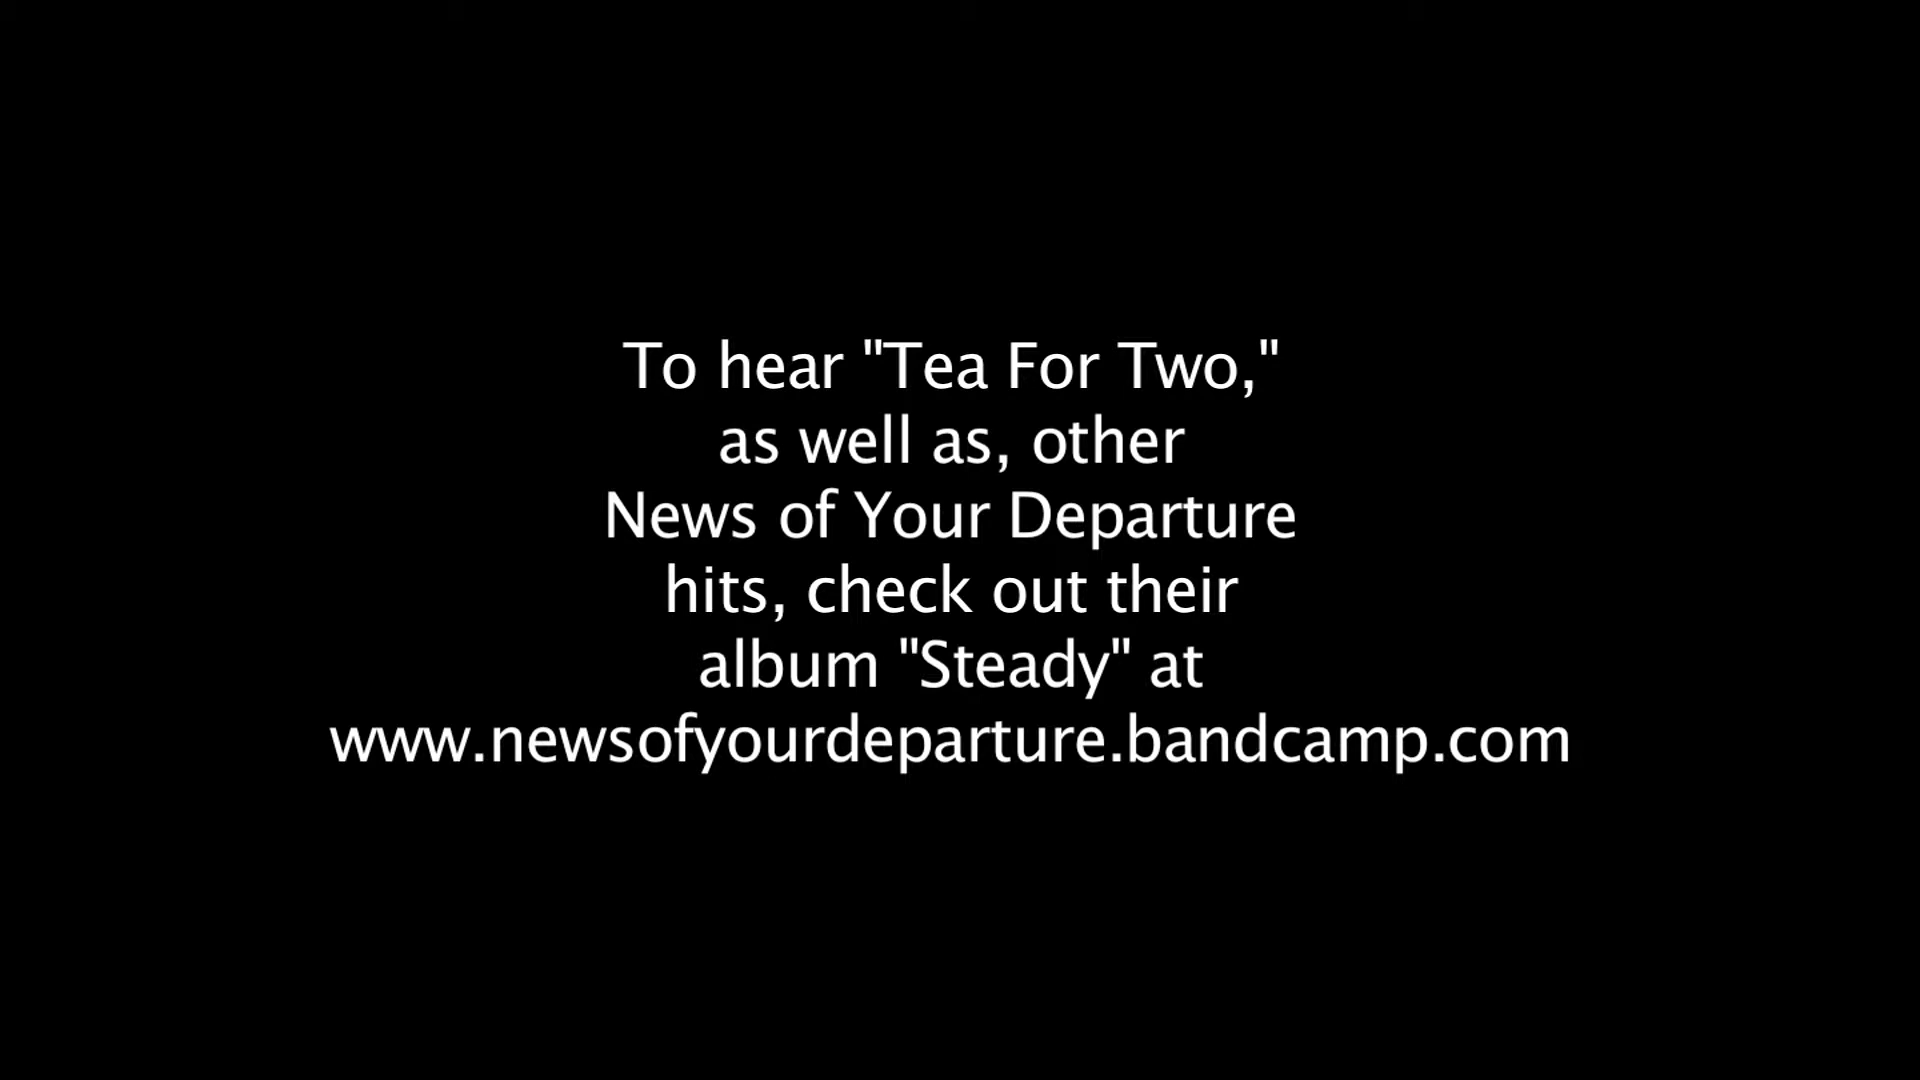 To hear "Tea For Two,"
as well as, other
News of Your Departure
hits, check out their
album "Steady" at
www.newsofyourdeparture.bandcamp.com